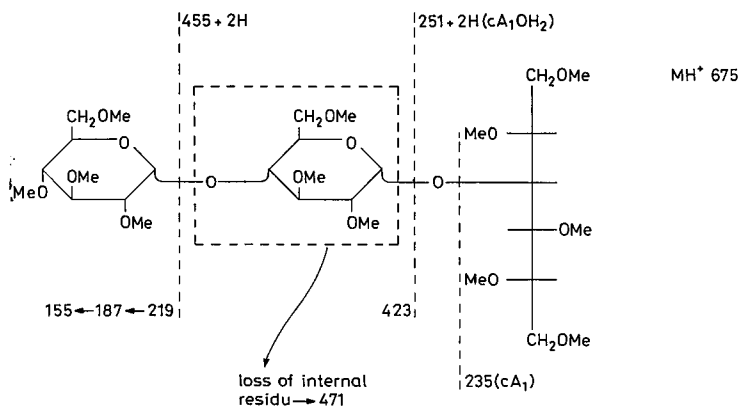 455 + 2H
251 + 2H (cA₁OH₂)
CH₂OMe
MH⁺ 675
CH₂OMe
CH₂OMe
MeO
O
O
OMe
OMe
O
O
MeO
OMe
OMe
OMe
MeO
155 ← 187 ← 219
423
CH₂OMe
loss of internal
residu → 471
235 (cA₁)